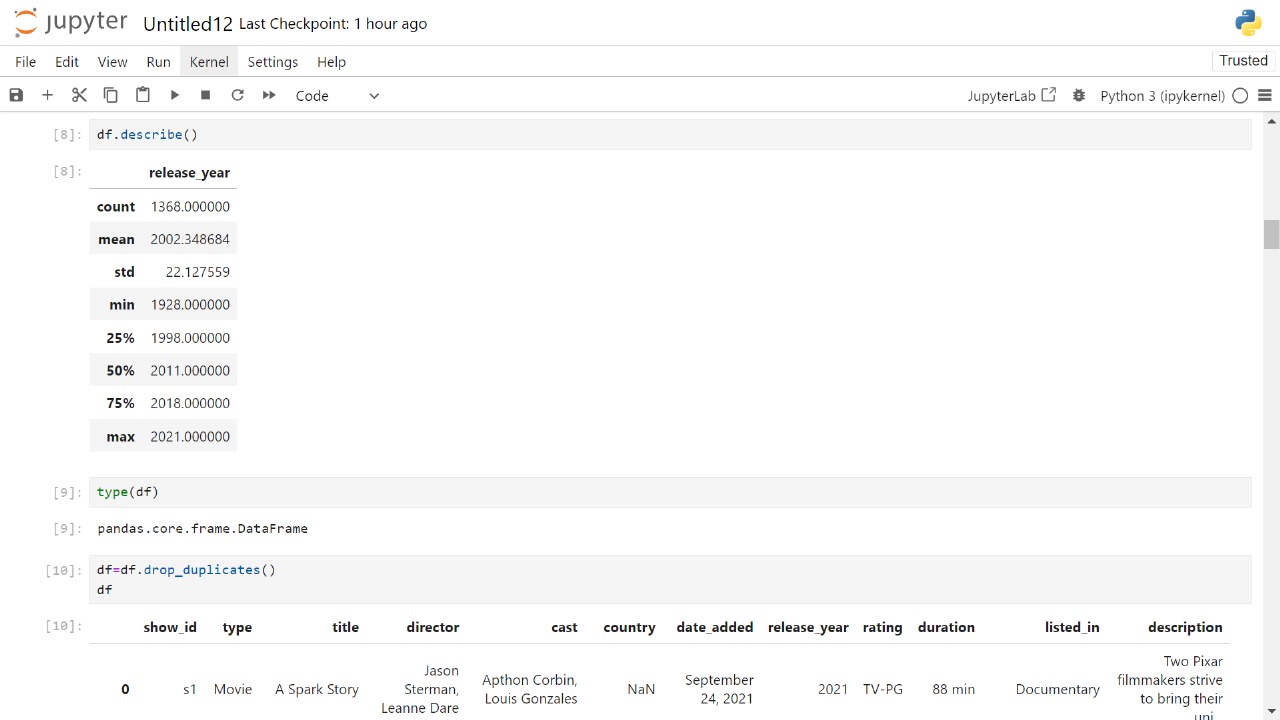 jupyter Untitled12 Last Checkpoint: 1 hour ago
File Edit View Run Kernel Settings Help Trusted
Code JupyterLab Python 3 (ipykernel)
[8]: df.describe()
[8]: release_year
count 1368.000000
mean 2002.348684
std 22.127559
min 1928.000000
25% 1998.000000
50% 2011.000000
75% 2018.000000
max 2021.000000
[9]: type(df)
[9]: pandas.core.frame.DataFrame
[10]: df=df.drop_duplicates()
df
[10]: show_id type title director cast country date_added release_year rating duration listed_in description
0 s1 Movie A Spark Story Jason Sterman, Leanne Dare Apthon Corbin, Louis Gonzales NaN September 24, 2021 2021 TV-PG 88 min Documentary Two Pixar filmmakers strive to bring their uni...